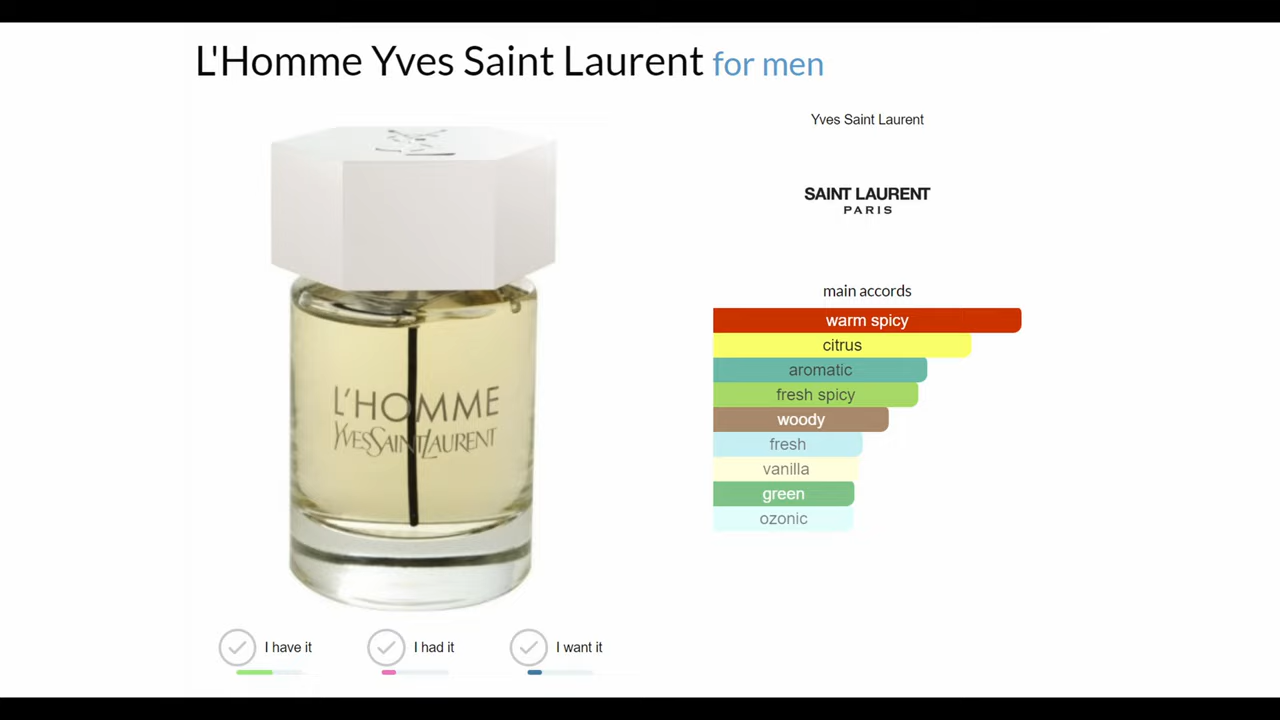 L'Homme Yves Saint Laurent for men
Yves Saint Laurent
SAINT LAURENT
PARIS
main accords
warm spicy
citrus
aromatic
fresh spicy
woody
fresh
vanilla
green
ozonic
L'HOMME
YVESSAINTLAURENT
I have it
I had it
I want it